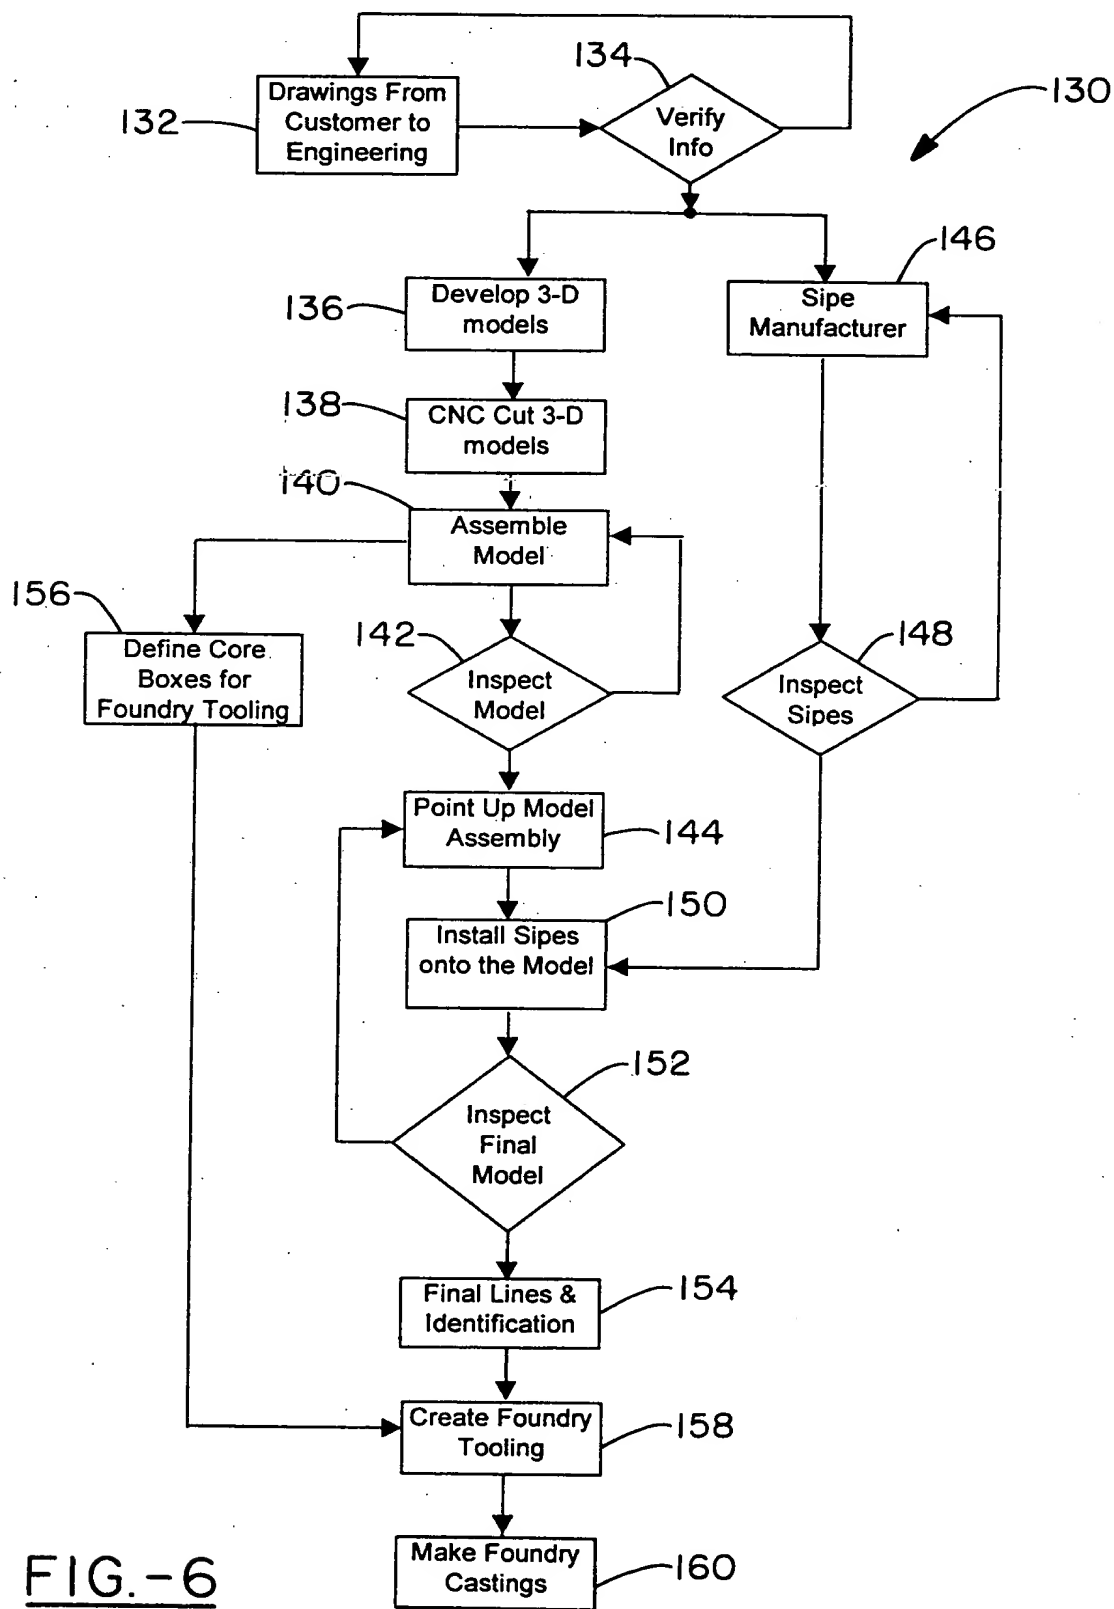 134
130
132
Drawings From
Customer to
Engineering
Verify
Info
146
136
Develop 3-D
models
Sipe
Manufacturer
138
CNC Cut 3-D
models
140
Assemble
Model
156
Define Core
Boxes for
Foundry Tooling
142
Inspect
Model
148
Inspect
Sipes
Point Up Model
Assembly
144
150
Install Sipes
onto the Model
152
Inspect
Final
Model
Final Lines &
Identification
154
Create Foundry
Tooling
158
Make Foundry
Castings
160
FIG.-6